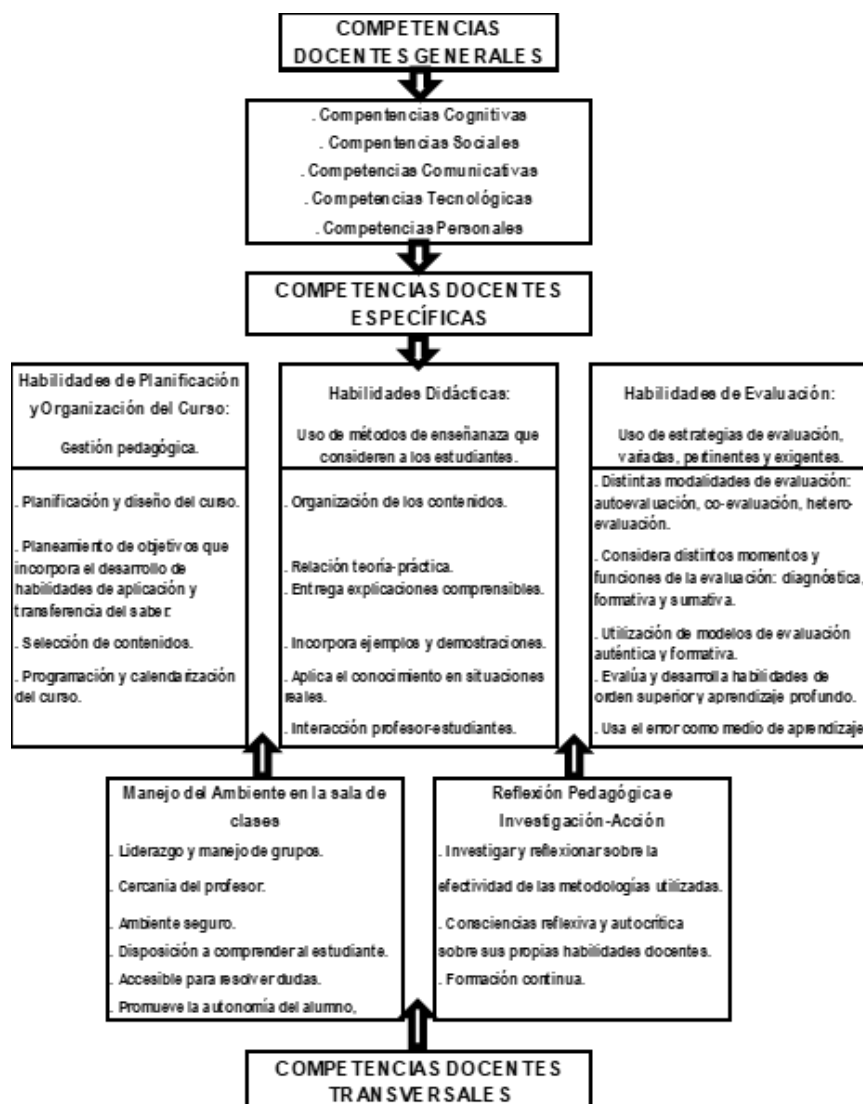 COMPETENCIAS
DOCENTES GENERALES
. Compentencias Cognitivas
. Compentencias Sociales
. Competencias Comunicativas
. Competencias Tecnológicas
. Competencias Personales
COMPETENCIAS DOCENTES
ESPECÍFICAS
Habilidades de Planificación
y Organización del Curso:
Gestión pedagógica.
. Planificación y diseño del curso.
. Planeamiento de objetivos que
incorpora el desarrollo de
habilidades de aplicación y
transferencia del saber.
. Selección de contenidos.
. Programación y calendarización
del curso.
Habilidades Didácticas:
Uso de métodos de enseñanaza que
consideren a los estudiantes.
. Organización de los contenidos.
. Relación teoría-práctica.
. Entrega explicaciones comprensibles.
. Incorpora ejemplos y demostraciones.
. Aplica el conocimiento en situaciones
reales.
. Interacción profesor-estudiantes.
Habilidades de Evaluación:
Uso de estrategias de evaluación,
variadas, pertinentes y exigentes.
. Distintas modalidades de evaluación:
autoevaluación, co-evaluación, hetero-
evaluación.
. Considera distintos momentos y
funciones de la evaluación: diagnóstica,
formativa y sumativa.
. Utilización de modelos de evaluación
auténtica y formativa.
. Evalúa y desarrolla habilidades de
orden superior y aprendizaje profundo.
. Usa el error como medio de aprendizaje
Manejo del Ambiente en la sala de
clases
. Liderazgo y manejo de grupos.
. Cercanía del profesor.
. Ambiente seguro.
. Disposición a comprender al estudiante.
. Accesible para resolver dudas.
. Promueve la autonomía del alumno,
Reflexión Pedagógica e
Investigación-Acción
. Investigar y reflexionar sobre la
efectividad de las metodologías utilizadas.
. Consciencias reflexiva y autocrítica
sobre sus propias habilidades docentes.
. Formación continua.
COMPETENCIAS DOCENTES
TRANSVERSALES